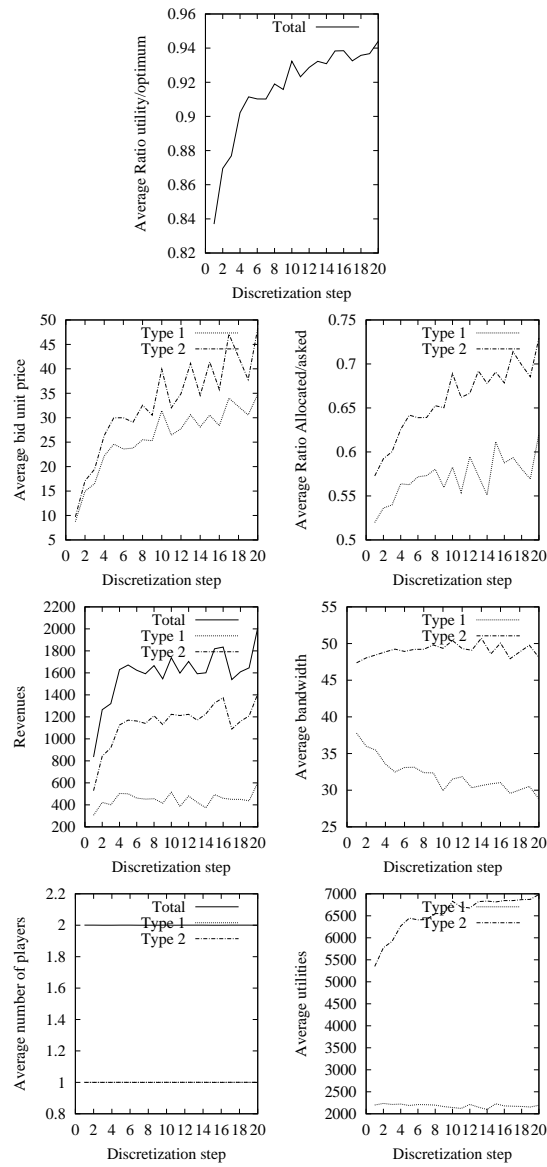 Average Ratio utility/optimum
0.96
0.94
0.92
0.9
0.88
0.86
0.84
0.82
Total
0 2 4 6 8 10 12 14 16 18 20
Discretization step
Average bid unit price
50
45
40
35
30
25
20
15
10
5
Type 1
Type 2
0 2 4 6 8 10 12 14 16 18 20
Discretization step
Average Ratio Allocated/asked
0.75
0.7
0.65
0.6
0.55
0.5
Type 1
Type 2
0 2 4 6 8 10 12 14 16 18 20
Discretization step
Revenues
2200
2000
1800
1600
1400
1200
1000
800
600
400
200
Total
Type 1
Type 2
0 2 4 6 8 10 12 14 16 18 20
Discretization step
Average bandwidth
55
50
45
40
35
30
25
Type 1
Type 2
0 2 4 6 8 10 12 14 16 18 20
Discretization step
Average number of players
2.2
2
1.8
1.6
1.4
1.2
1
0.8
Total
Type 1
Type 2
0 2 4 6 8 10 12 14 16 18 20
Discretization step
Average utilities
7000
6500
6000
5500
5000
4500
4000
3500
3000
2500
2000
Type 1
Type 2
0 2 4 6 8 10 12 14 16 18 20
Discretization step